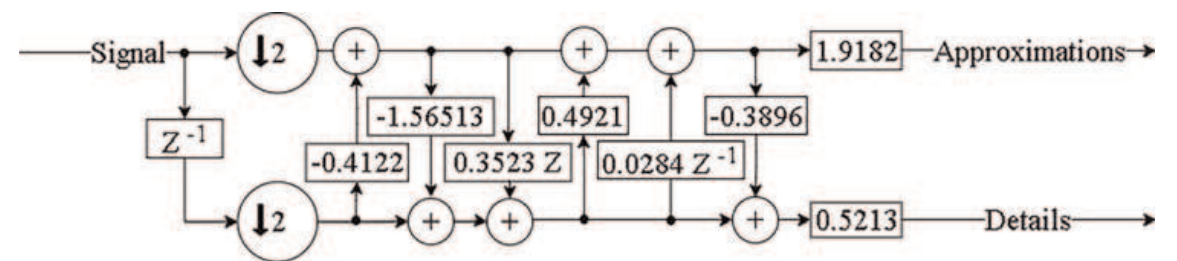 Signal
↓2
+
+
+
1.9182
Approximations
-1.56513
0.4921
-0.3896
Z -1
-0.4122
0.3523 Z
0.0284 Z -1
↓2
+
+
+
0.5213
Details